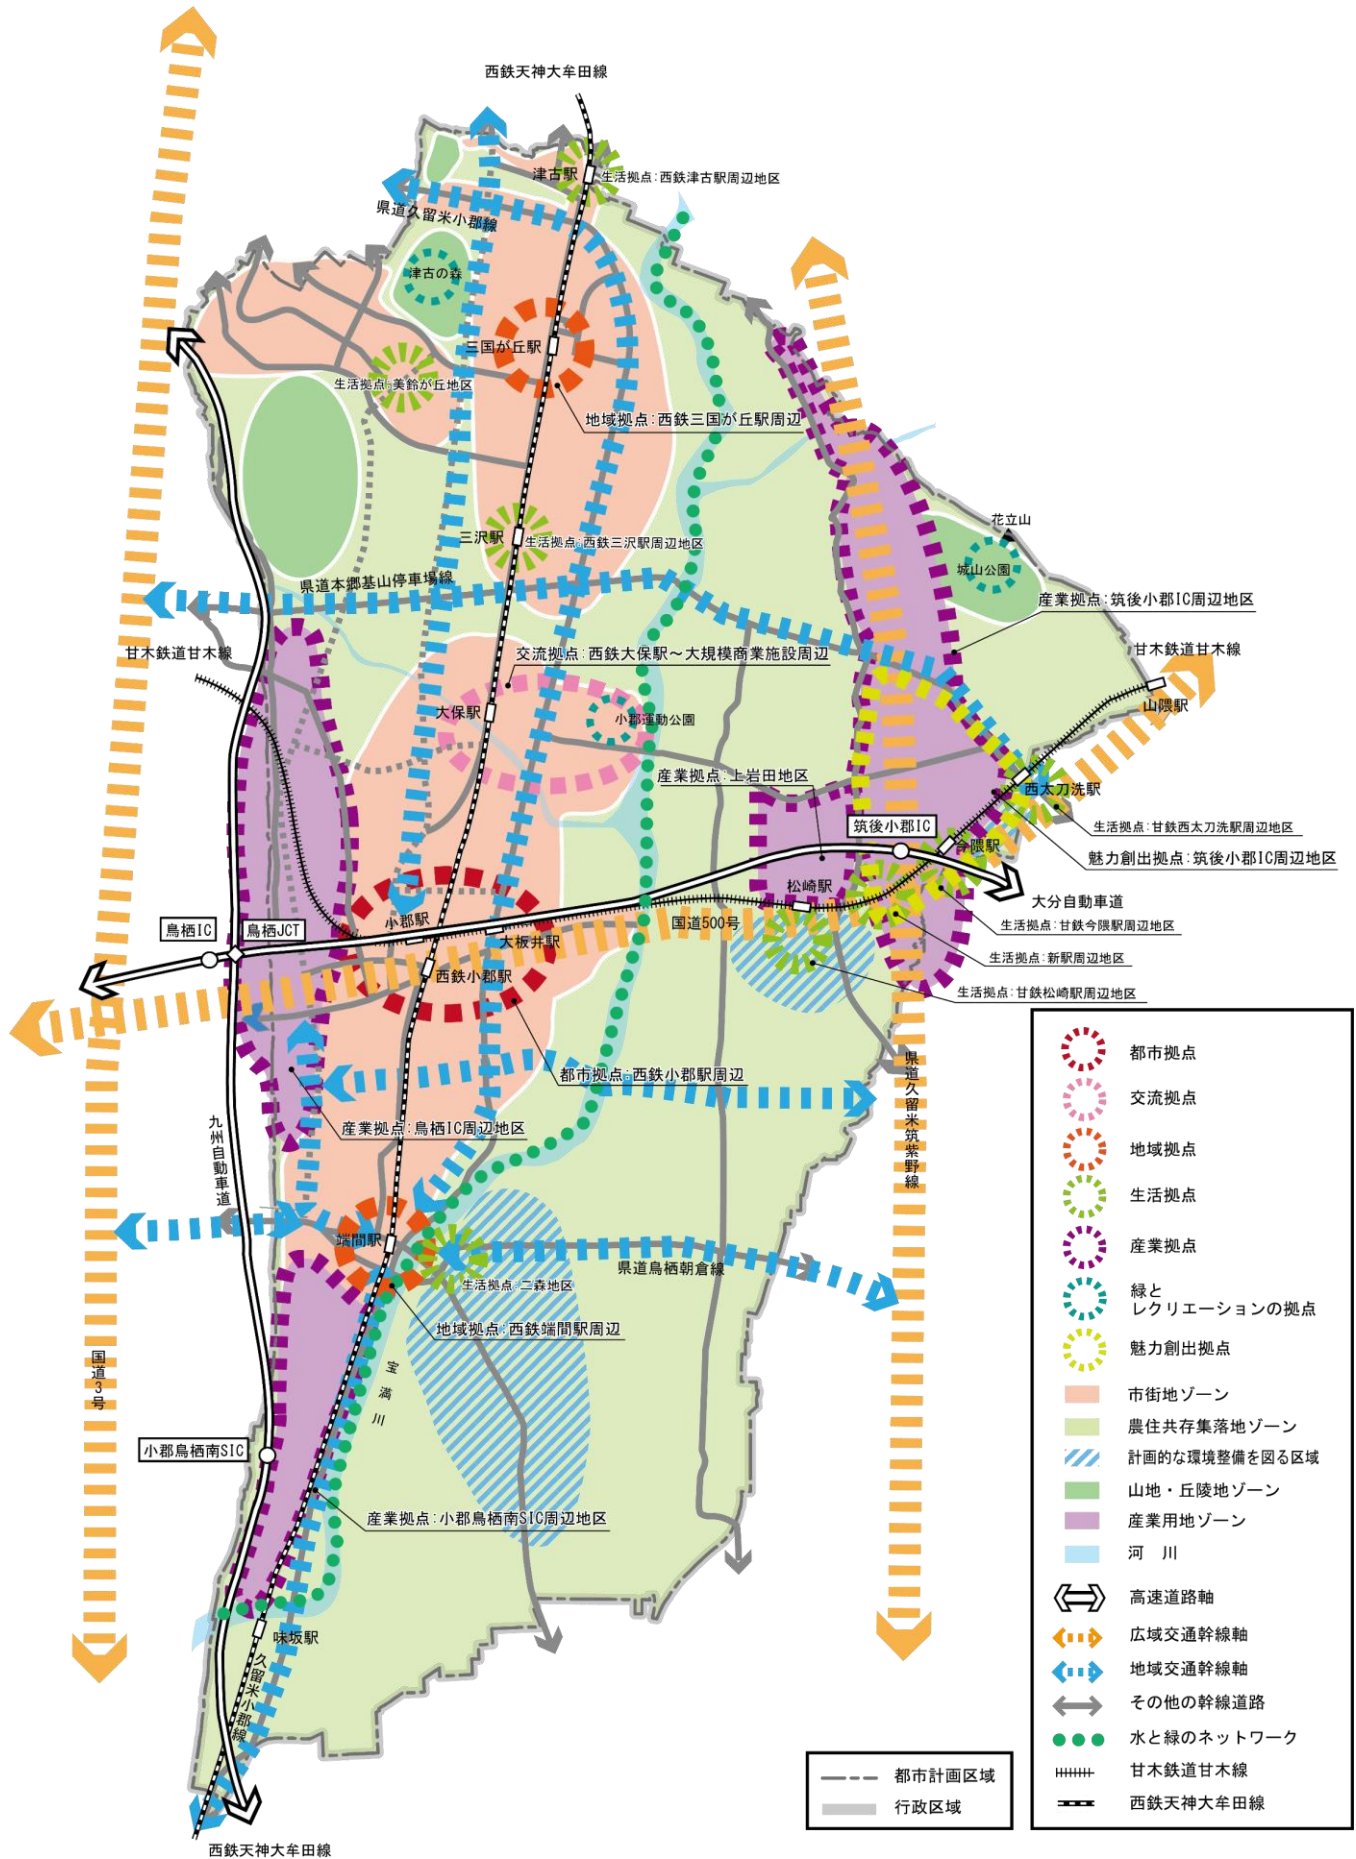 西鉄天神大牟田線
津古駅
生活拠点：西鉄津古駅周辺地区
県道久留米小郡線
津古の森
三国が丘駅
生活拠点：美鈴が丘地区
地域拠点：西鉄三国が丘駅周辺
三沢駅
生活拠点：西鉄三沢駅周辺地区
花立山
城山公園
県道本郷基山停車場線
産業拠点：筑後小郡IC周辺地区
甘木鉄道甘木線
交流拠点：西鉄大保駅～大規模商業施設周辺
甘木鉄道甘木線
山隈駅
大保駅
小郡運動公園
産業拠点：上岩田地区
西太刀洗駅
筑後小郡IC
生活拠点：甘鉄西太刀洗駅周辺地区
今隈駅
魅力創出拠点：筑後小郡IC周辺地区
松崎駅
大分自動車道
小郡駅
国道500号
生活拠点：甘鉄今隈駅周辺地区
鳥栖IC
鳥栖JCT
大板井駅
生活拠点：新駅周辺地区
西鉄小郡駅
生活拠点：甘鉄松崎駅周辺地区
都市拠点：西鉄小郡駅周辺
県道久留米筑紫野線
産業拠点：鳥栖IC周辺地区
九州自動車道
端間駅
県道鳥栖朝倉線
生活拠点：二森地区
地域拠点：西鉄端間駅周辺
国道3号
宝満川
小郡鳥栖南SIC
産業拠点：小郡鳥栖南SIC周辺地区
味坂駅
久留米小郡線
西鉄天神大牟田線
都市計画区域
行政区域
都市拠点
交流拠点
地域拠点
生活拠点
産業拠点
緑と
レクリエーションの拠点
魅力創出拠点
市街地ゾーン
農住共存集落地ゾーン
計画的な環境整備を図る区域
山地・丘陵地ゾーン
産業用地ゾーン
河　川
高速道路軸
広域交通幹線軸
地域交通幹線軸
その他の幹線道路
水と緑のネットワーク
甘木鉄道甘木線
西鉄天神大牟田線